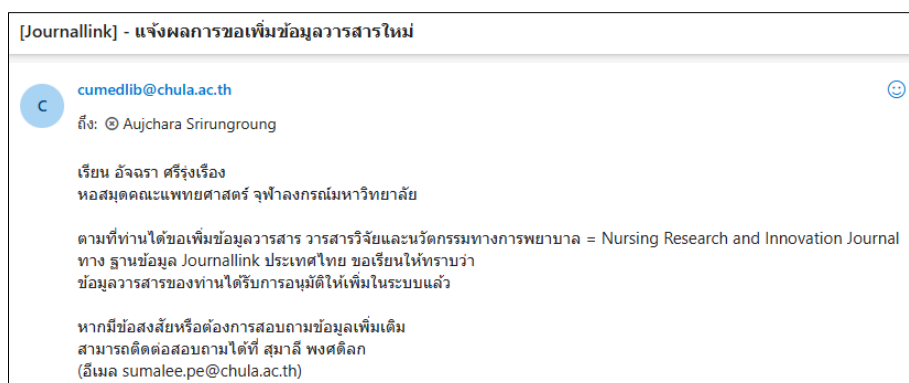 [Journallink] - แจ้งผลการขอเพิ่มข้อมูลวารสารใหม่
C
cumedlib@chula.ac.th
ถึง: Aujchara Srirungroung
เรียน อัจฉรา ศรีรุ่งเรือง
หอสมุดคณะแพทยศาสตร์ จุฬาลงกรณ์มหาวิทยาลัย
ตามที่ท่านได้ขอเพิ่มข้อมูลวารสาร วารสารวิจัยและนวัตกรรมทางการพยาบาล = Nursing Research and Innovation Journal
ทาง ฐานข้อมูล Journallink ประเทศไทย ขอเรียนให้ทราบว่า
ข้อมูลวารสารของท่านได้รับการอนุมัติให้เพิ่มในระบบแล้ว
หากมีข้อสงสัยหรือต้องการสอบถามข้อมูลเพิ่มเติม
สามารถติดต่อสอบถามได้ที่ สุมาลี พงศดิลก
(อีเมล sumalee.pe@chula.ac.th)